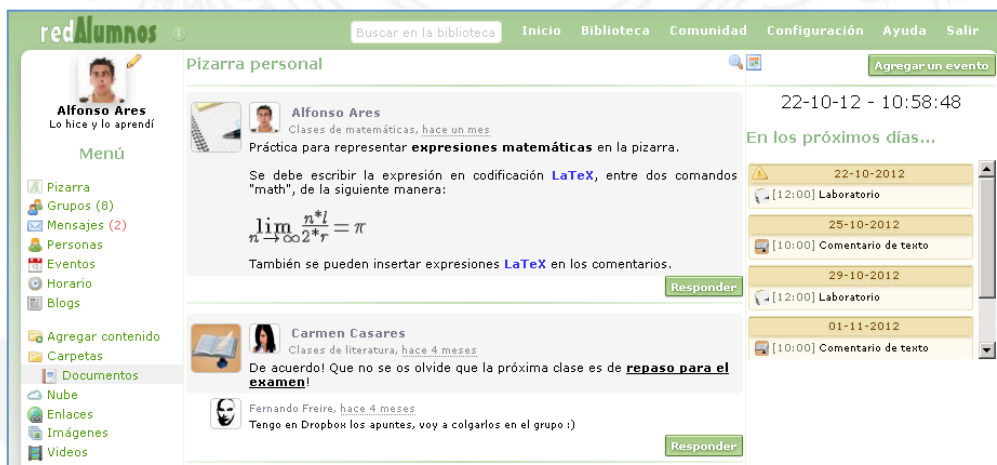 redAlumnos
Buscar en la biblioteca
Inicio Biblioteca Comunidad Configuración Ayuda Salir
Alfonso Ares
Lo hice y lo aprendí
Menú
Pizarra
Grupos (8)
Mensajes (2)
Personas
Eventos
Horario
Blogs
Agregar contenido
Carpetas
Documentos
Nube
Enlaces
Imágenes
Videos
Pizarra personal
Alfonso Ares
Clases de matemáticas, hace un mes
Práctica para representar expresiones matemáticas en la pizarra.
Se debe escribir la expresión en codificación LaTeX, entre dos comandos
"math", de la siguiente manera:
lim n→∞ n*l / 2*r = π
También se pueden insertar expresiones LaTeX en los comentarios.
Responder
Carmen Casares
Clases de literatura, hace 4 meses
De acuerdo! Que no se os olvide que la próxima clase es de repaso para el
examen!
Fernando Freire, hace 4 meses
Tengo en Dropbox los apuntes, voy a colgarlos en el grupo :)
Responder
Agregar un evento
22-10-12 - 10:58:48
En los próximos días...
22-10-2012
[12:00] Laboratorio
25-10-2012
[10:00] Comentario de texto
29-10-2012
[12:00] Laboratorio
01-11-2012
[10:00] Comentario de texto